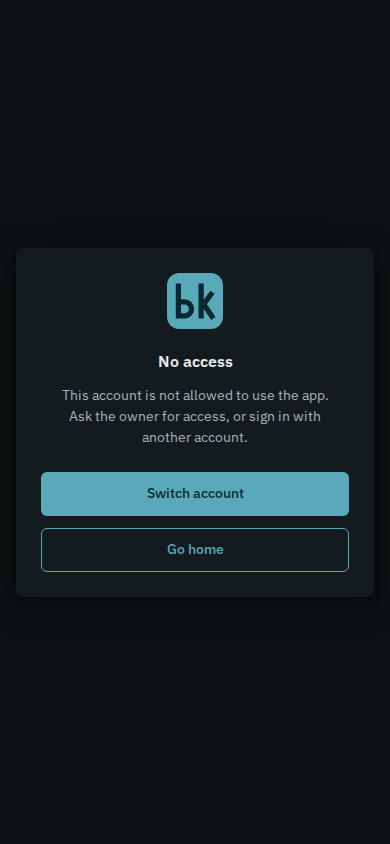 bk
No access
This account is not allowed to use the app.
Ask the owner for access, or sign in with
another account.
Switch account
Go home